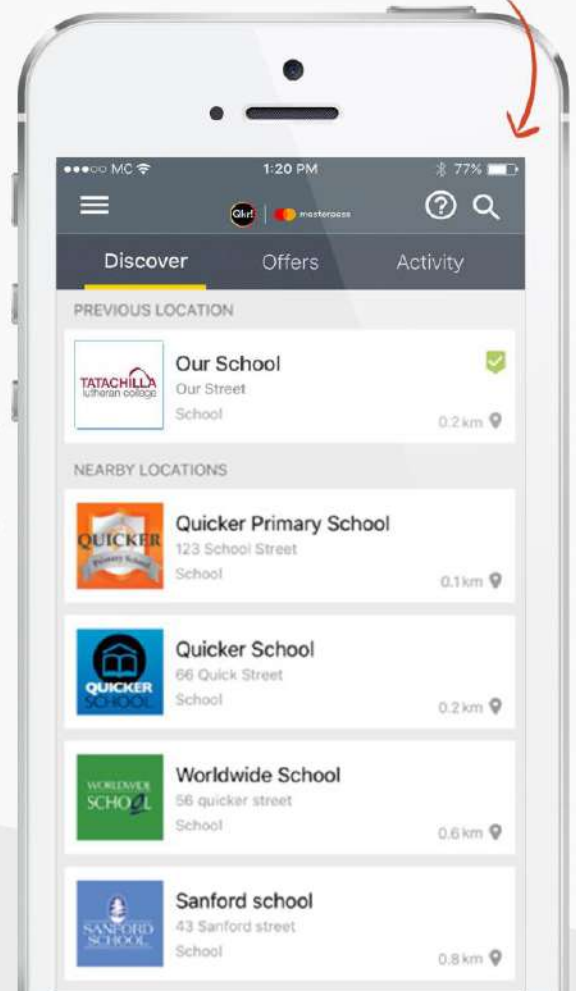 MC
1:20 PM
77%
Qkr!
masterpass
Discover
Offers
Activity
PREVIOUS LOCATION
TATACHILLA
lutheran college
Our School
Our Street
School
0.2 km
NEARBY LOCATIONS
QUICKER
Primary School
Quicker Primary School
123 School Street
School
0.1 km
QUICKER
SCHOOL
Quicker School
66 Quick Street
School
0.2 km
WORLDWIDE
SCHOOL
Worldwide School
56 quicker street
School
0.6 km
SANFORD
SCHOOL
Sanford school
43 Sanford street
School
0.8 km